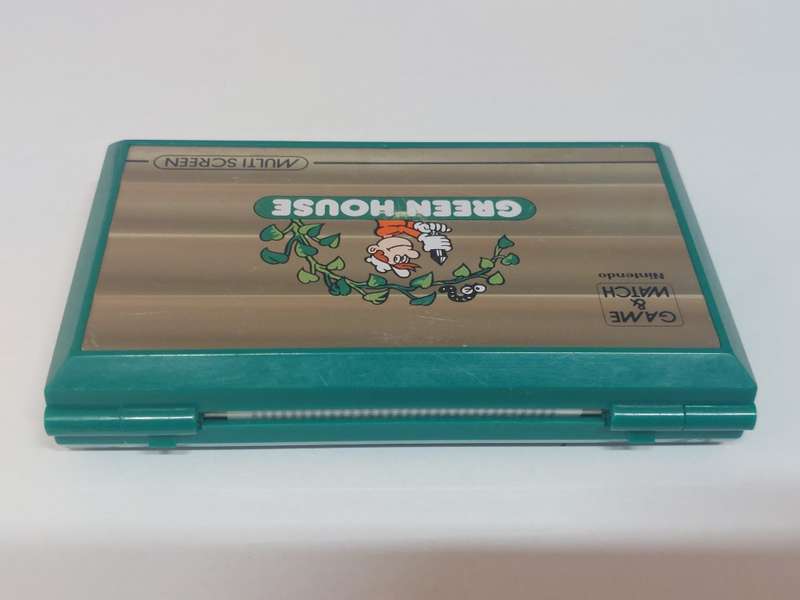 GAME
&
WATCH
Nintendo
GREEN HOUSE
MULTI SCREEN